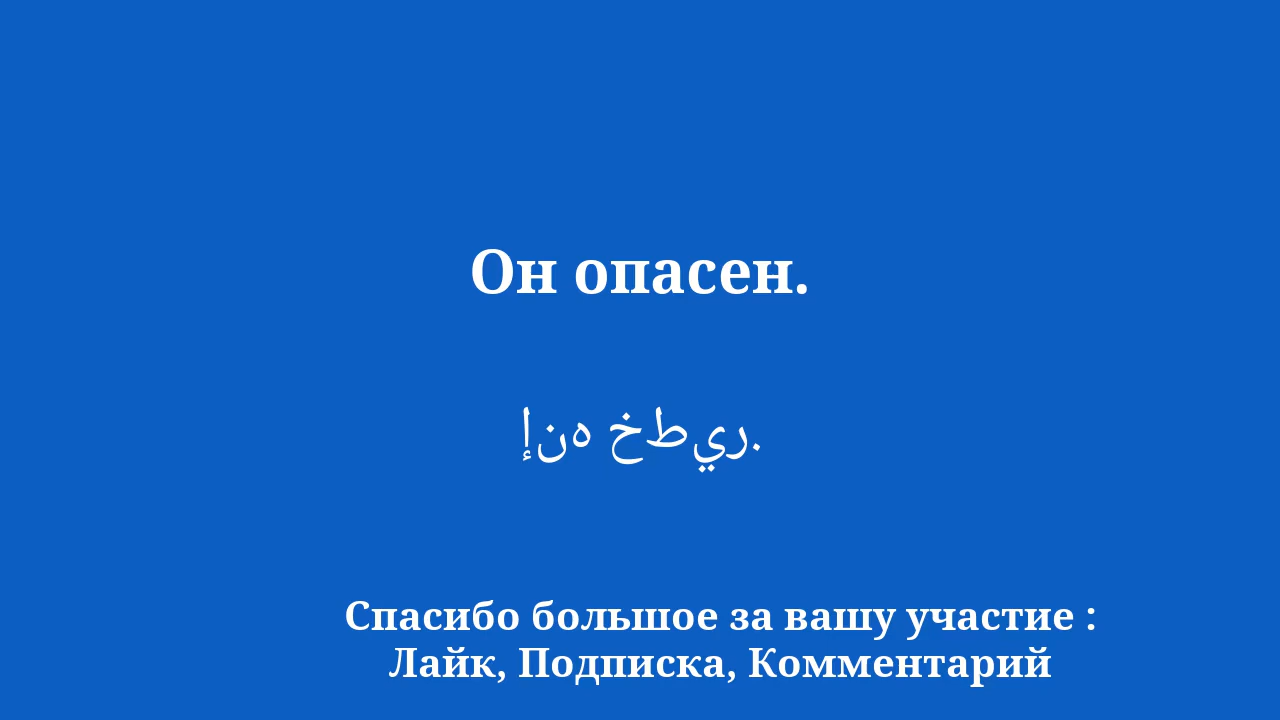 Он опасен.
إنه خطير.
Спасибо большое за вашу участие :
Лайк, Подписка, Комментарий